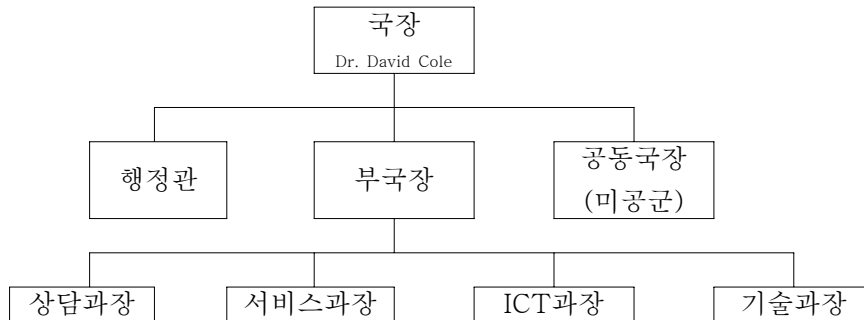 국장
Dr. David Cole
행정관
부국장
공동국장
(미공군)
상담과장
서비스과장
ICT과장
기술과장